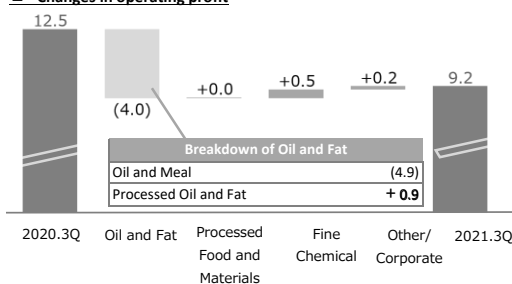 Changes in operating profit
12.5
(4.0)
+0.0
+0.5
+0.2
9.2
Breakdown of Oil and Fat
Oil and Meal (4.9)
Processed Oil and Fat + 0.9
2020.3Q
Oil and Fat
Processed
Food and
Materials
Fine
Chemical
Other/
Corporate
2021.3Q